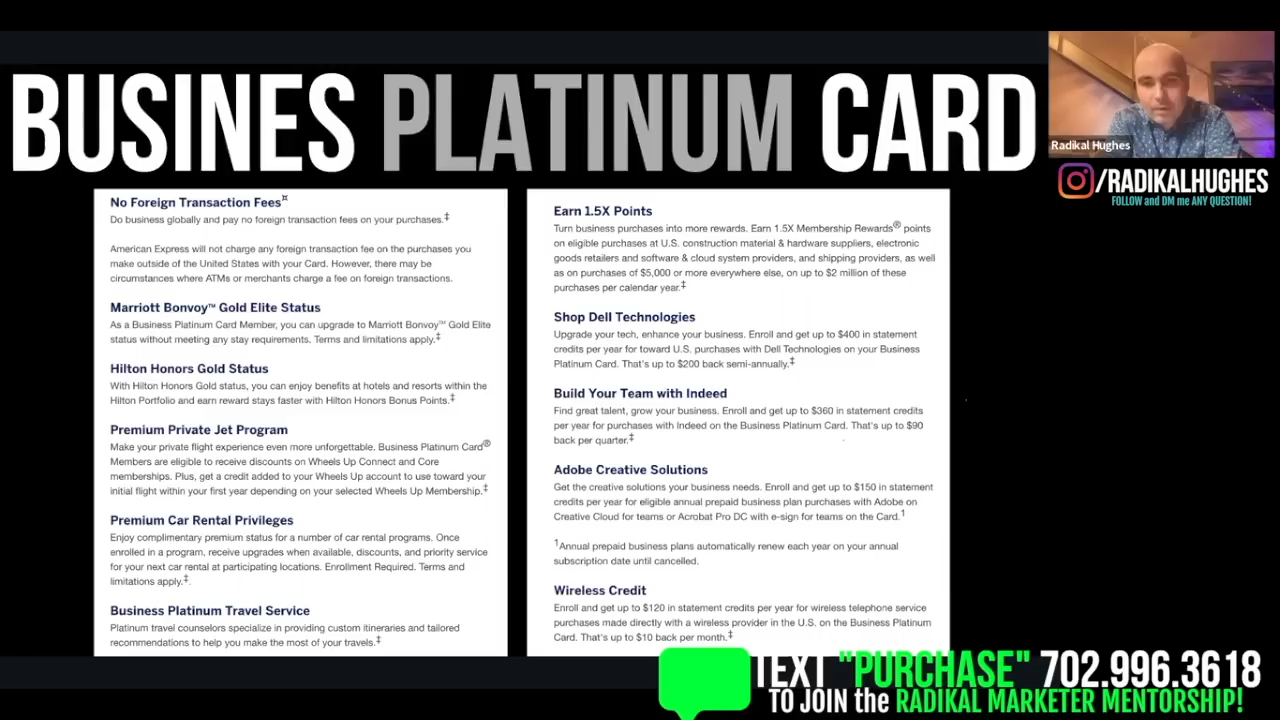 BUSINES PLATINUM CARD
Radikal Hughes
/RADIKALHUGHES
FOLLOW and DM me ANY QUESTION!
No Foreign Transaction Fees¤
Do business globally and pay no foreign transaction fees on your purchases.‡
American Express will not charge any foreign transaction fee on the purchases you
make outside of the United States with your Card. However, there may be
circumstances where ATMs or merchants charge a fee on foreign transactions.
Marriott Bonvoy™ Gold Elite Status
As a Business Platinum Card Member, you can upgrade to Marriott Bonvoy™ Gold Elite
status without meeting any stay requirements. Terms and limitations apply.‡
Hilton Honors Gold Status
With Hilton Honors Gold status, you can enjoy benefits at hotels and resorts within the
Hilton Portfolio and earn reward stays faster with Hilton Honors Bonus Points.‡
Premium Private Jet Program
Make your private flight experience even more unforgettable. Business Platinum Card®
Members are eligible to receive discounts on Wheels Up Connect and Core
memberships. Plus, get a credit added to your Wheels Up account to use toward your
initial flight within your first year depending on your selected Wheels Up Membership.‡
Premium Car Rental Privileges
Enjoy complimentary premium status for a number of car rental programs. Once
enrolled in a program, receive upgrades when available, discounts, and priority service
for your next car rental at participating locations. Enrollment Required. Terms and
limitations apply.‡.
Business Platinum Travel Service
Platinum travel counselors specialize in providing custom itineraries and tailored
recommendations to help you make the most of your travels.‡
Earn 1.5X Points
Turn business purchases into more rewards. Earn 1.5X Membership Rewards® points
on eligible purchases at U.S. construction material & hardware suppliers, electronic
goods retailers and software & cloud system providers, and shipping providers, as well
as on purchases of $5,000 or more everywhere else, on up to $2 million of these
purchases per calendar year.‡
Shop Dell Technologies
Upgrade your tech, enhance your business. Enroll and get up to $400 in statement
credits per year for toward U.S. purchases with Dell Technologies on your Business
Platinum Card. That's up to $200 back semi-annually.‡
Build Your Team with Indeed
Find great talent, grow your business. Enroll and get up to $360 in statement credits
per year for purchases with Indeed on the Business Platinum Card. That's up to $90
back per quarter.‡
Adobe Creative Solutions
Get the creative solutions your business needs. Enroll and get up to $150 in statement
credits per year for eligible annual prepaid business plan purchases with Adobe on
Creative Cloud for teams or Acrobat Pro DC with e-sign for teams on the Card.¹
¹Annual prepaid business plans automatically renew each year on your annual
subscription date until cancelled.
Wireless Credit
Enroll and get up to $120 in statement credits per year for wireless telephone service
purchases made directly with a wireless provider in the U.S. on the Business Platinum
Card. That's up to $10 back per month.‡
TEXT "PURCHASE" 702.996.3618
TO JOIN the RADIKAL MARKETER MENTORSHIP!